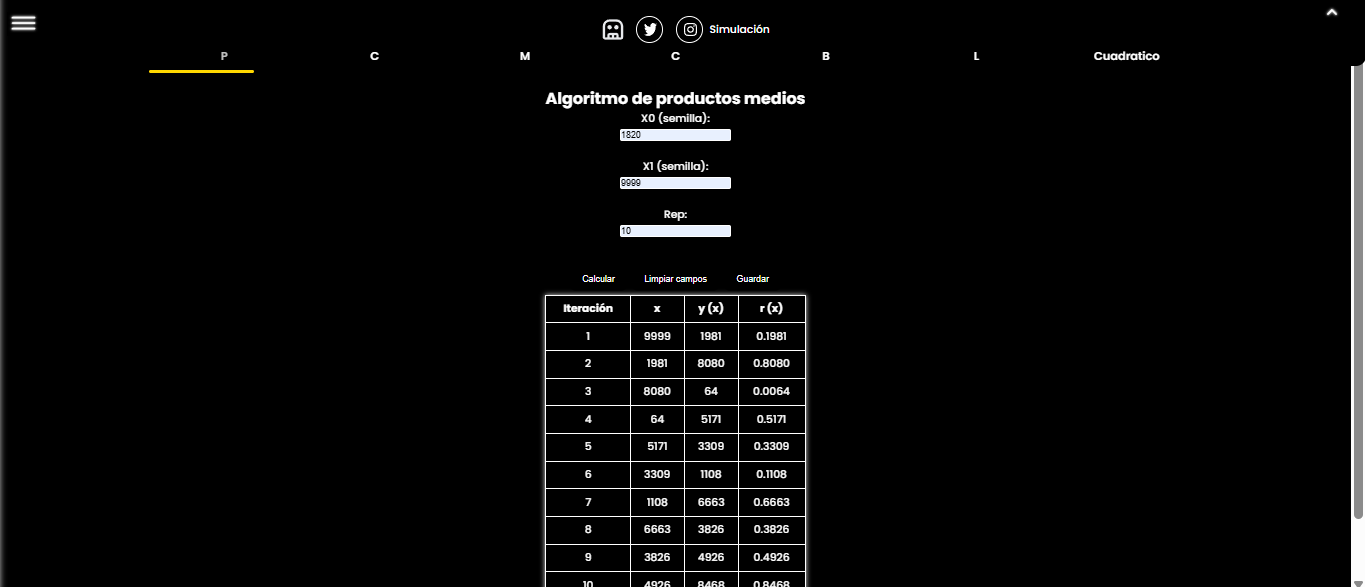 Simulación
P C M C B L Cuadratico
Algoritmo de productos medios
X0 (semilla):
1820
X1 (semilla):
9999
Rep:
10
Calcular Limpiar campos Guardar
Iteración x y (x) r (x)
1 9999 1981 0.1981
2 1981 8080 0.8080
3 8080 64 0.0064
4 64 5171 0.5171
5 5171 3309 0.3309
6 3309 1108 0.1108
7 1108 6663 0.6663
8 6663 3826 0.3826
9 3826 4926 0.4926
10 4926 8468 0.8468